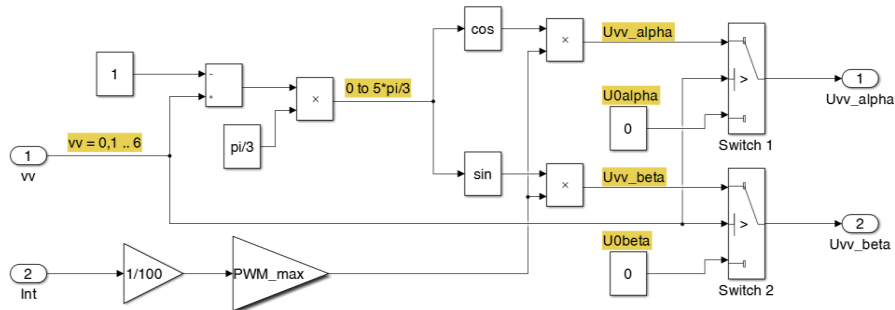 cos
×
Uvv_alpha
Switch 1
>
1
Uvv_alpha
1
−
+
×
0 to 5*pi/3
U0alpha
0
pi/3
vv = 0,1 .. 6
1
vv
sin
×
Uvv_beta
Switch 2
>
2
Uvv_beta
U0beta
0
2
Int
1/100
PWM_max